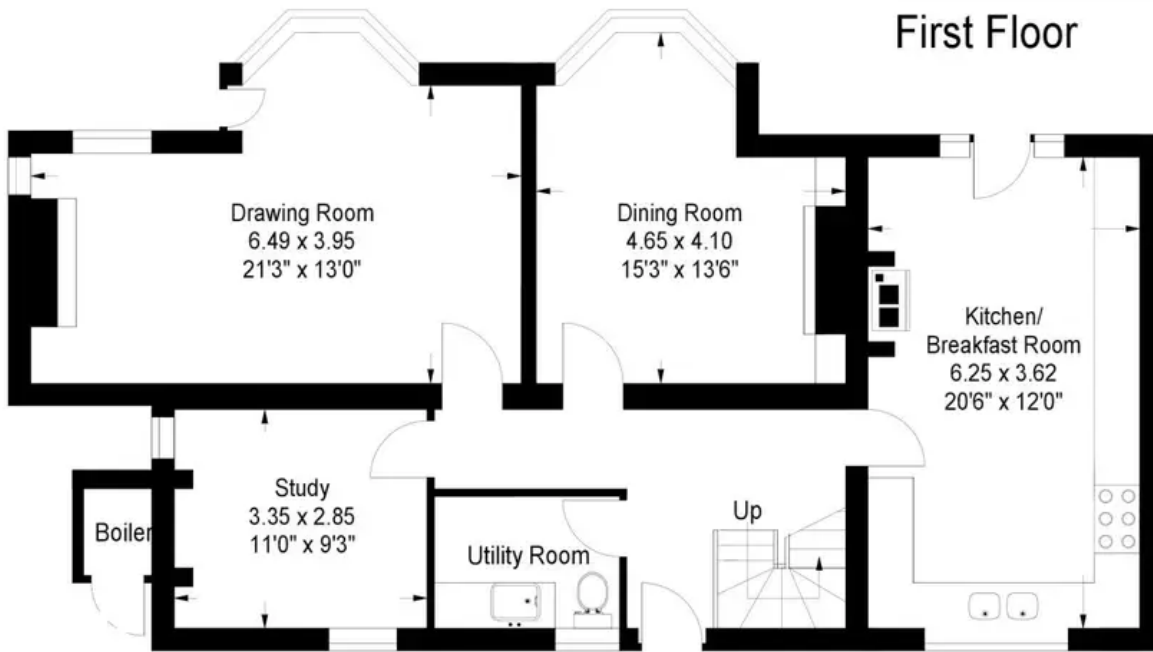 First Floor
Drawing Room
6.49 x 3.95
21'3" x 13'0"
Dining Room
4.65 x 4.10
15'3" x 13'6"
Kitchen/
Breakfast Room
6.25 x 3.62
20'6" x 12'0"
Study
3.35 x 2.85
11'0" x 9'3"
Boiler
Utility Room
Up